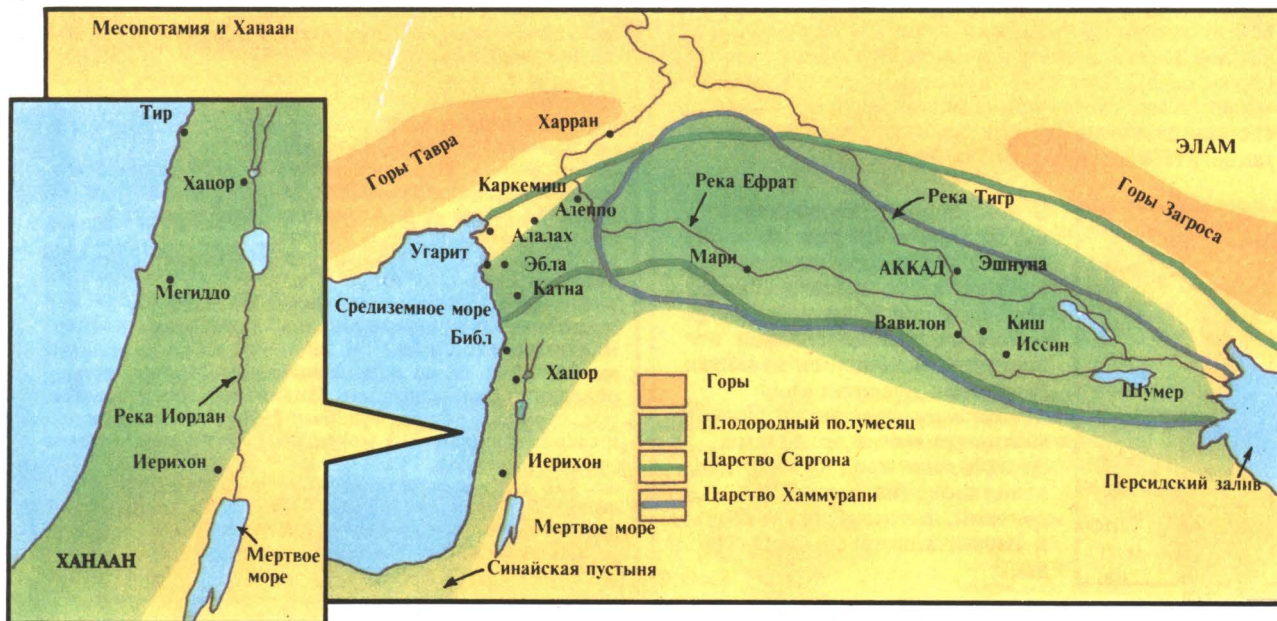 Месопотамия и Ханаан
Тир
Хацор
Мегиддо
Река Иордан
Иерихон
Мертвое
море
ХАНААН
Горы Тавра
Харран
Каркемиш
Алеппо
Алалах
Угарит
Эбла
Катна
Средиземное море
Библ
Хацор
Иерихон
Мертвое море
Синайская пустыня
Река Ефрат
Мари
Река Тигр
АККАД
Эшнуна
Вавилон
Киш
Иссин
Шумер
ЭЛАМ
Горы Загроса
Персидский залив
Горы
Плодородный полумесяц
Царство Саргона
Царство Хаммурапи